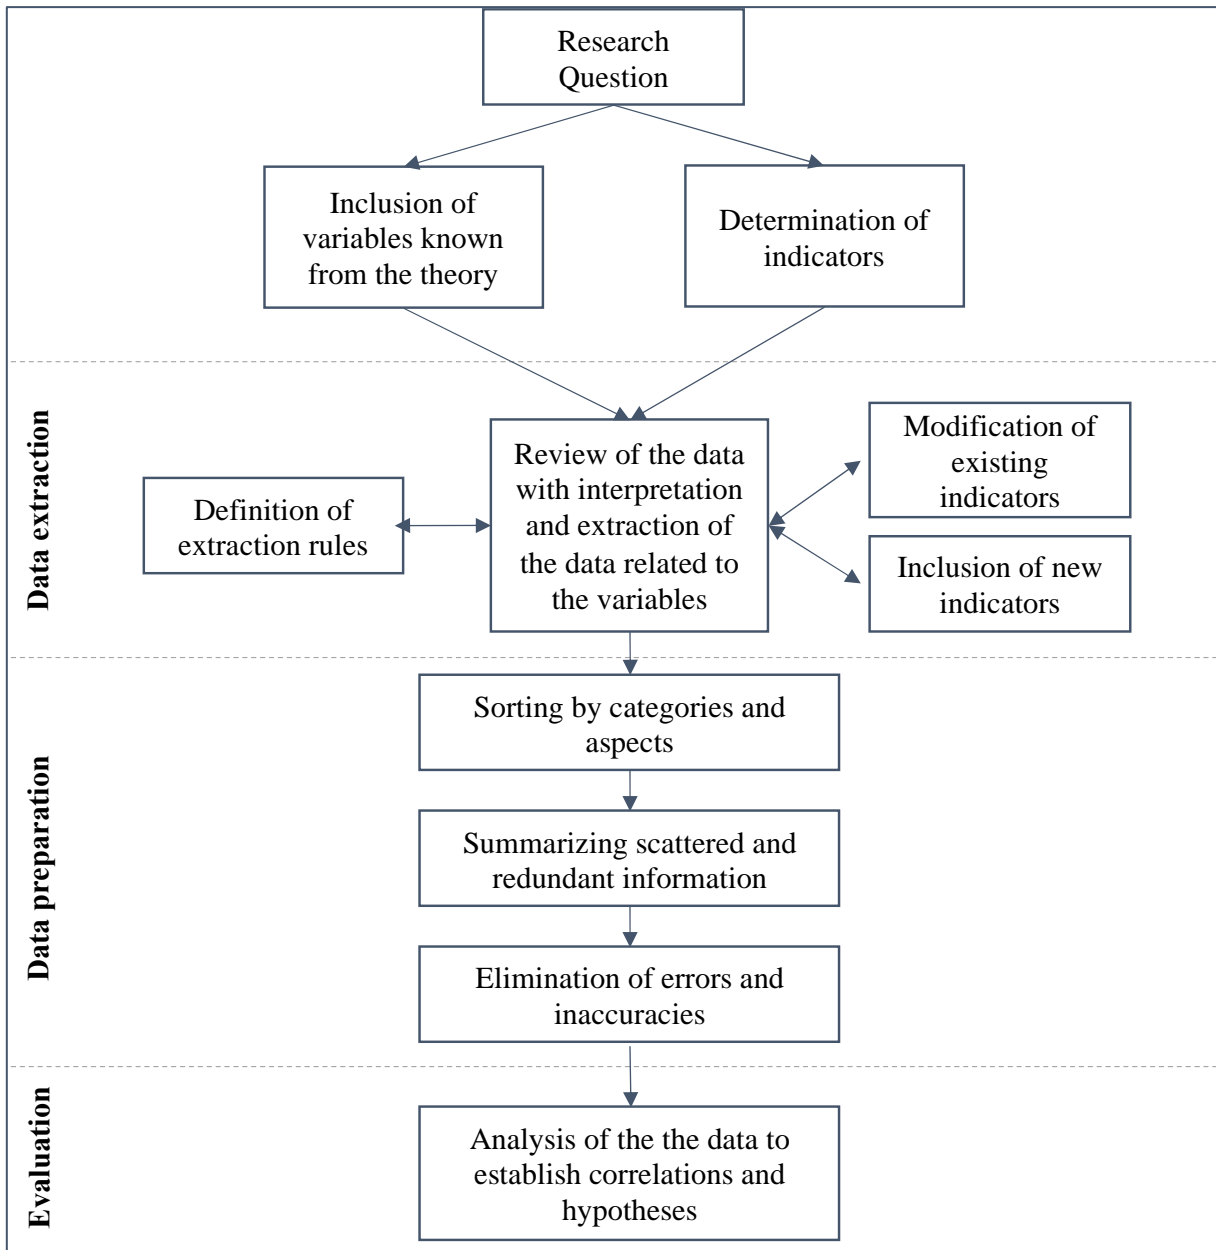 Research
Question
Inclusion of
variables known
from the theory
Determination of
indicators
Data extraction
Definition of
extraction rules
Review of the data
with interpretation
and extraction of
the data related to
the variables
Modification of
existing
indicators
Inclusion of new
indicators
Data preparation
Sorting by categories and
aspects
Summarizing scattered and
redundant information
Elimination of errors and
inaccuracies
Evaluation
Analysis of the the data to
establish correlations and
hypotheses